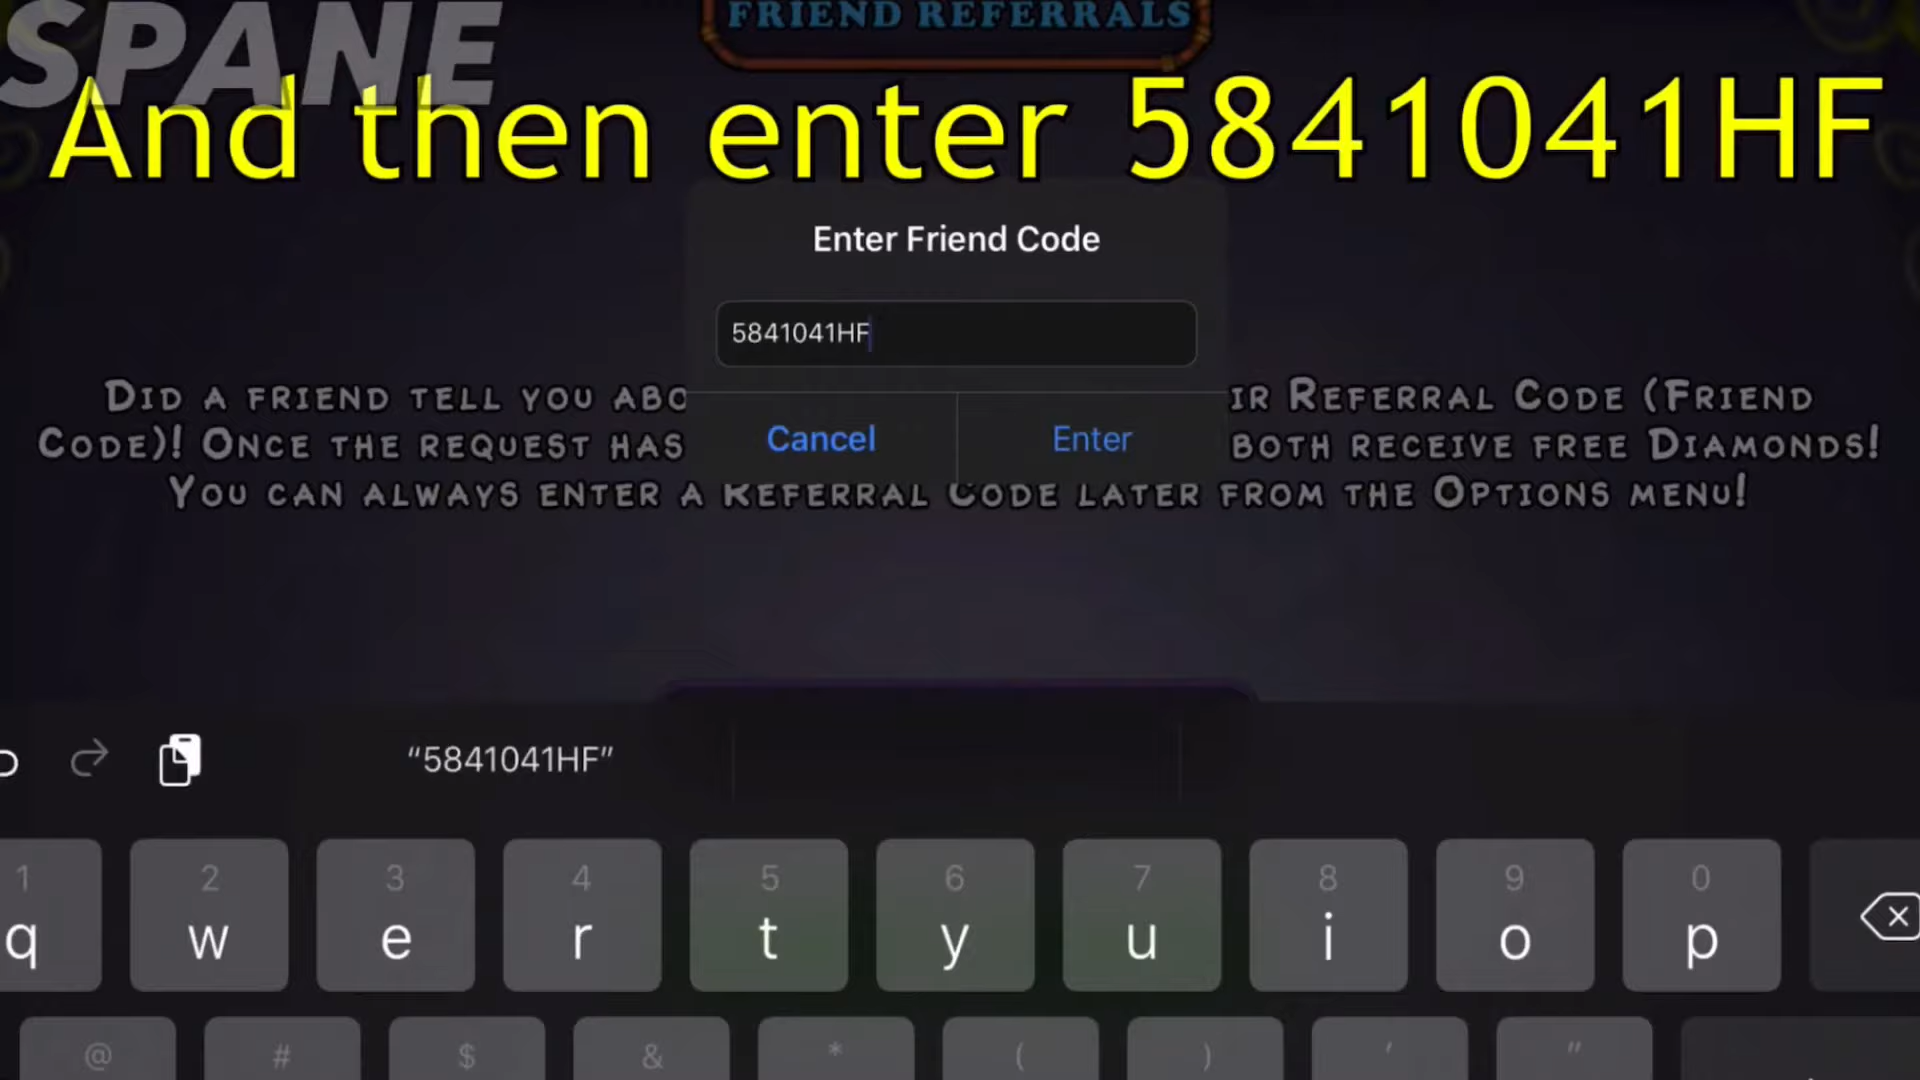 FRIEND REFERRALS
SPANE
And then enter 5841041HF
Enter Friend Code
5841041HF
DID A FRIEND TELL YOU IR REFERRAL CODE (FRIEND
CODE)! ONCE THE REQUEST HAS BOTH RECEIVE FREE DIAMONDS!
Cancel Enter
YOU CAN ALWAYS ENTER A REFERRAL CODE LATER FROM THE OPTIONS MENU!
“5841041HF”
1 2 3 4 5 6 7 8 9 0
q w e r t y u i o p
@ # $ & * ( ) ' "